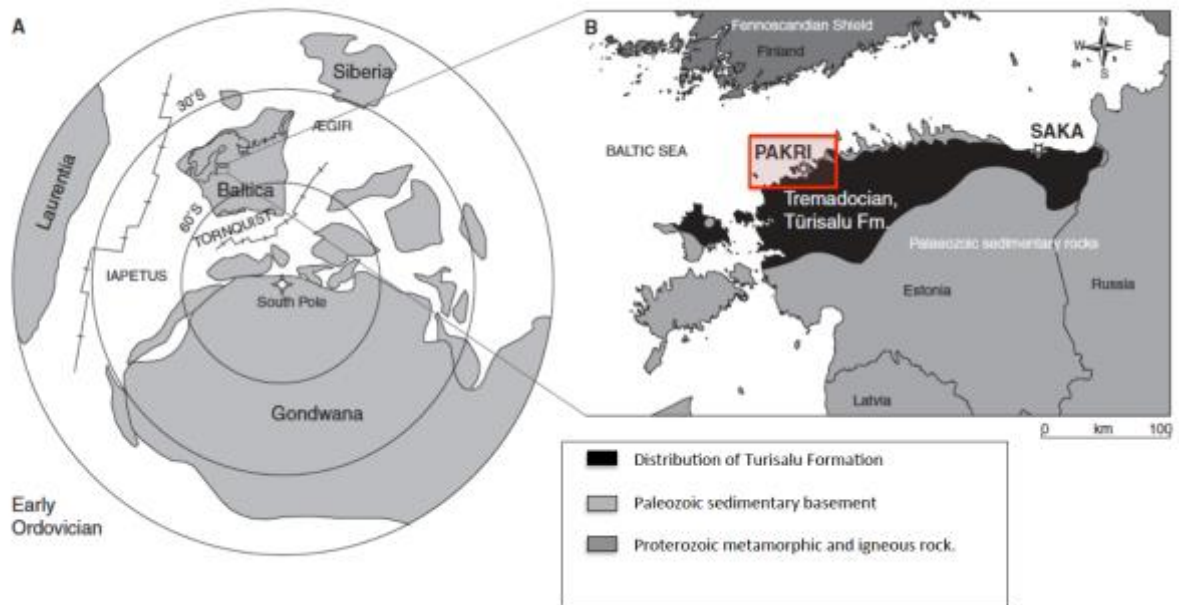 A
Siberia
30°S
ÆGIR
Laurentia
Baltica
60°S
TORNQUIST
IAPETUS
South Pole
Gondwana
Early
Ordovician
B
Fennoscandian Shield
Finland
N
W E
S
BALTIC SEA
PAKRI
SAKA
Tremadocian,
Türisalu Fm.
Palaeozoic sedimentary rocks
Estonia
Russia
Latvia
0 km 100
Distribution of Turisalu Formation
Paleozoic sedimentary basement
Proterozoic metamorphic and igneous rock.